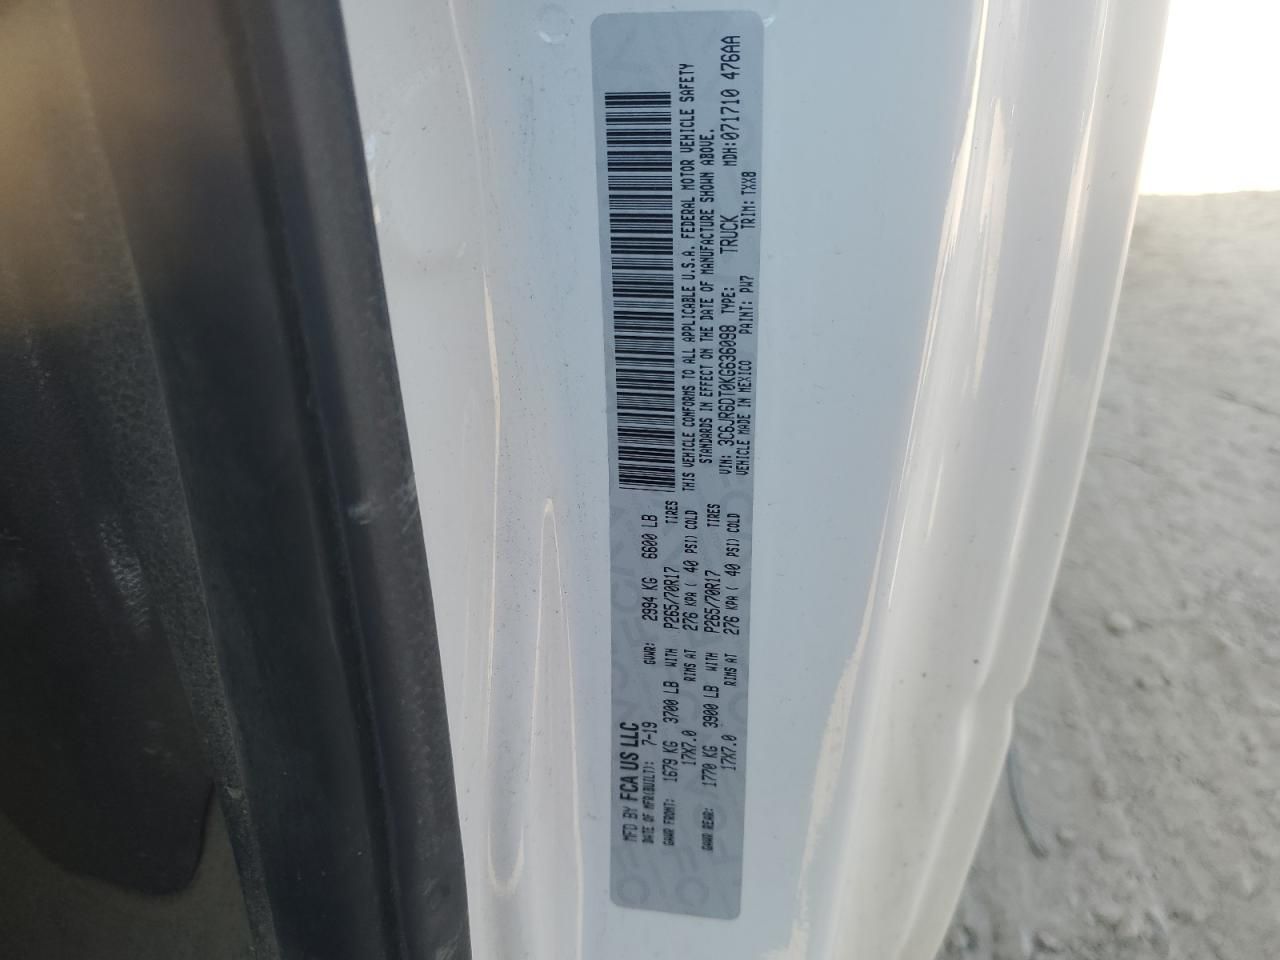 MFD BY FCA US LLC
DATE OF MFR(BUILT): 7-19 GVWR: 2994 KG 6600 LB
GAWR FRONT: 1679 KG 3700 LB WITH P265/70R17 TIRES
17X7.0 RIMS AT 276 KPA ( 40 PSI) COLD
GAWR REAR: 1770 KG 3900 LB WITH P265/70R17 TIRES
17X7.0 RIMS AT 276 KPA ( 40 PSI) COLD
THIS VEHICLE CONFORMS TO ALL APPLICABLE U.S.A. FEDERAL MOTOR VEHICLE SAFETY
STANDARDS IN EFFECT ON THE DATE OF MANUFACTURE SHOWN ABOVE.
VIN: 3C6JR6DT0KG636098 TYPE: TRUCK MDH:071710 476AA
VEHICLE MADE IN MEXICO PAINT: PW7 TRIM: TXX8